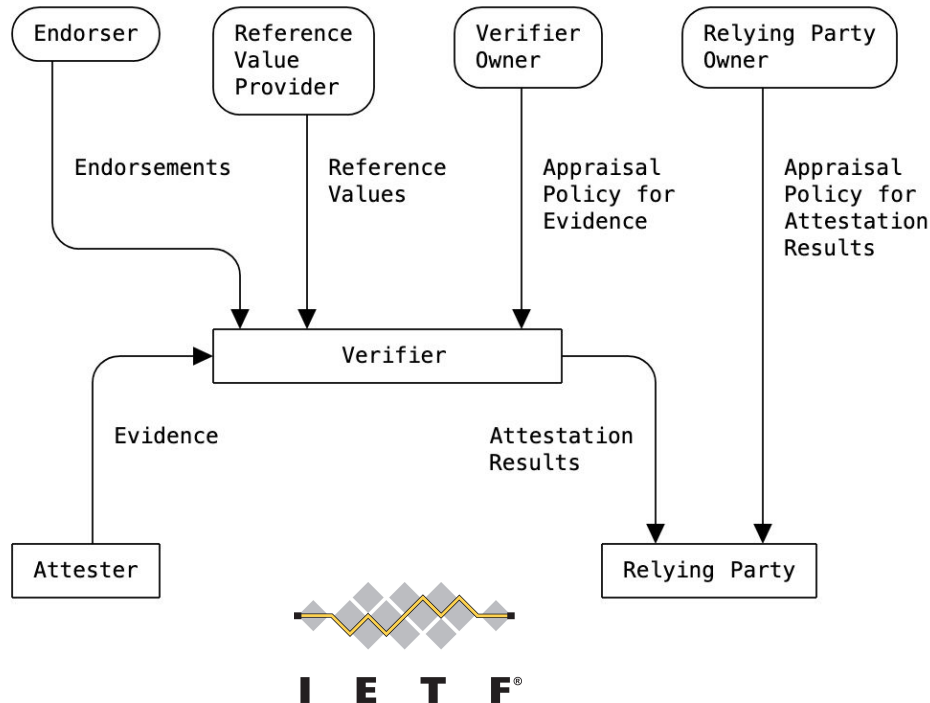 Endorser
Reference
Value
Provider
Verifier
Owner
Relying Party
Owner
Endorsements
Reference
Values
Appraisal
Policy for
Evidence
Appraisal
Policy for
Attestation
Results
Verifier
Evidence
Attestation
Results
Attester
Relying Party
I E T F®